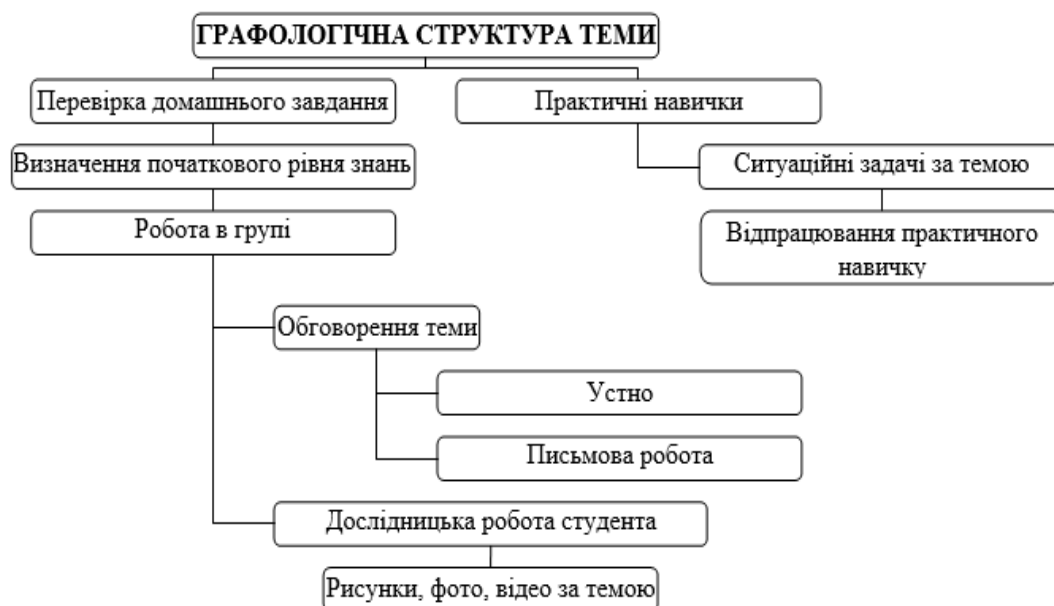 ГРАФОЛОГІЧНА СТРУКТУРА ТЕМИ
Перевірка домашнього завдання
Практичні навички
Визначення початкового рівня знань
Ситуаційні задачі за темою
Робота в групі
Відпрацювання практичного
навичку
Обговорення теми
Устно
Письмова робота
Дослідницька робота студента
Рисунки, фото, відео за темою